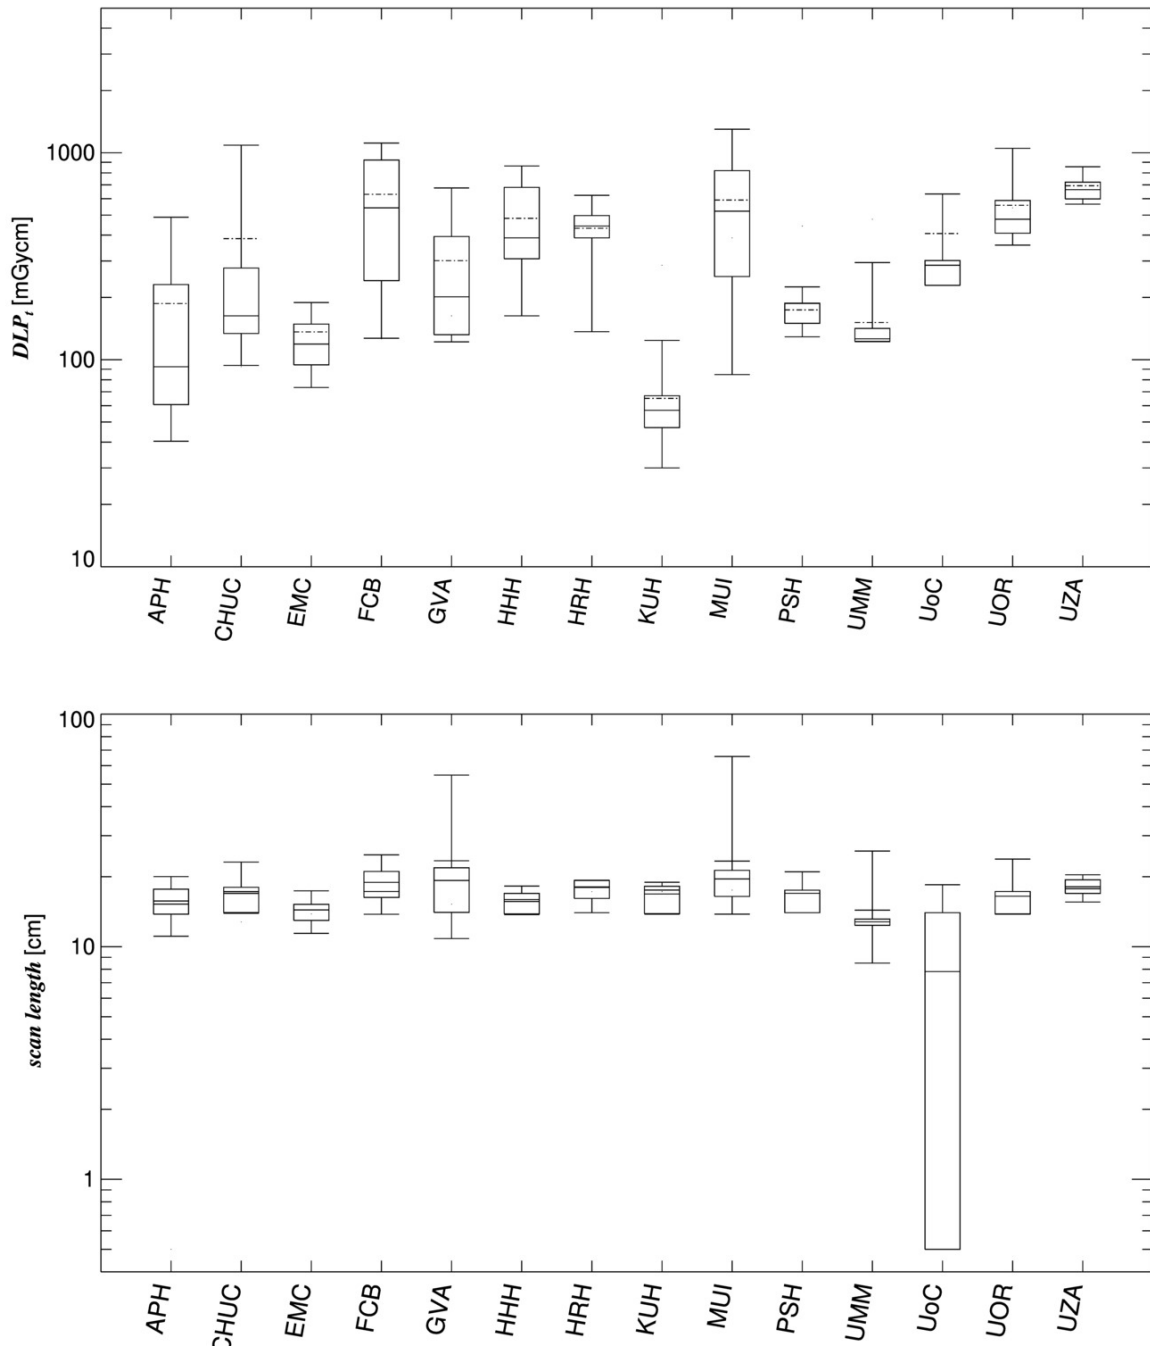 1000
100
10
DLPₜ [mGycm]
APH
CHUC
EMC
FCB
GVA
HHH
HRH
KUH
MUI
PSH
UMM
UoC
UOR
UZA
100
10
1
scan length [cm]
APH
CHUC
EMC
FCB
GVA
HHH
HRH
KUH
MUI
PSH
UMM
UoC
UOR
UZA